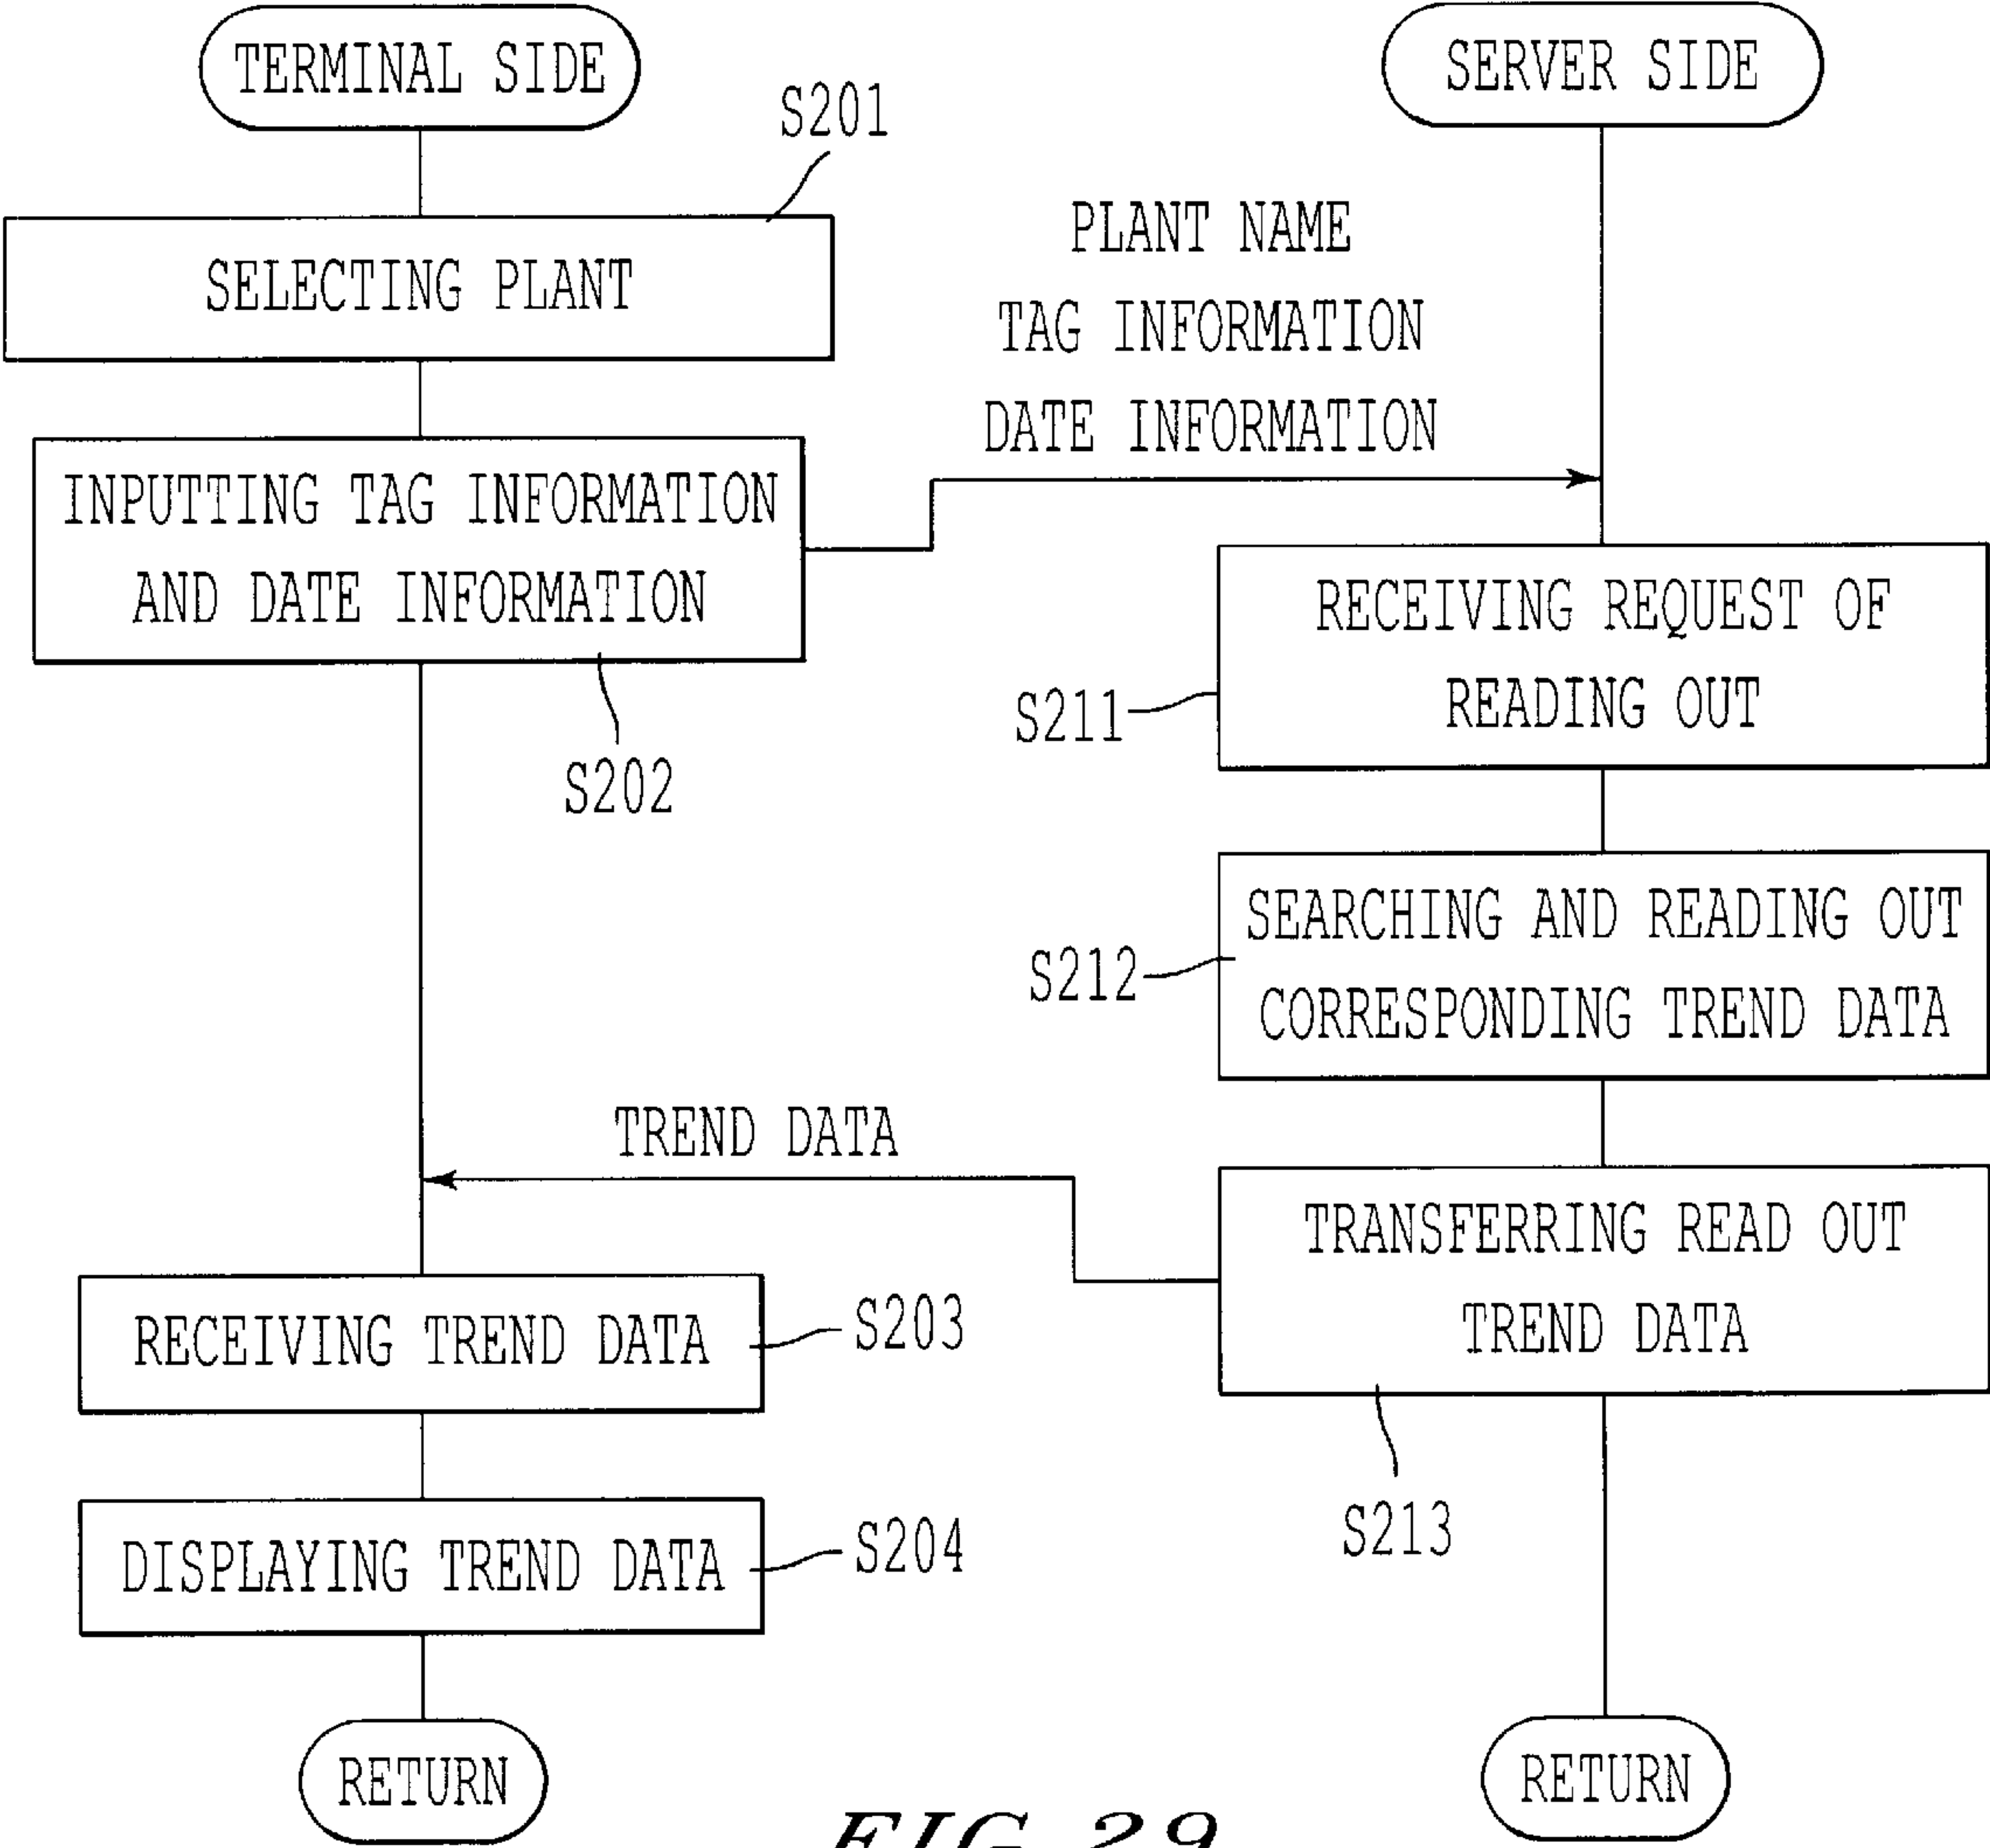 TERMINAL SIDE
SERVER SIDE
S201
SELECTING PLANT
PLANT NAME
TAG INFORMATION
DATE INFORMATION
INPUTTING TAG INFORMATION
AND DATE INFORMATION
S202
RECEIVING REQUEST OF
READING OUT
S211
SEARCHING AND READING OUT
CORRESPONDING TREND DATA
S212
TREND DATA
TRANSFERRING READ OUT
TREND DATA
S213
RECEIVING TREND DATA
S203
DISPLAYING TREND DATA
S204
RETURN
RETURN
FIG. 29